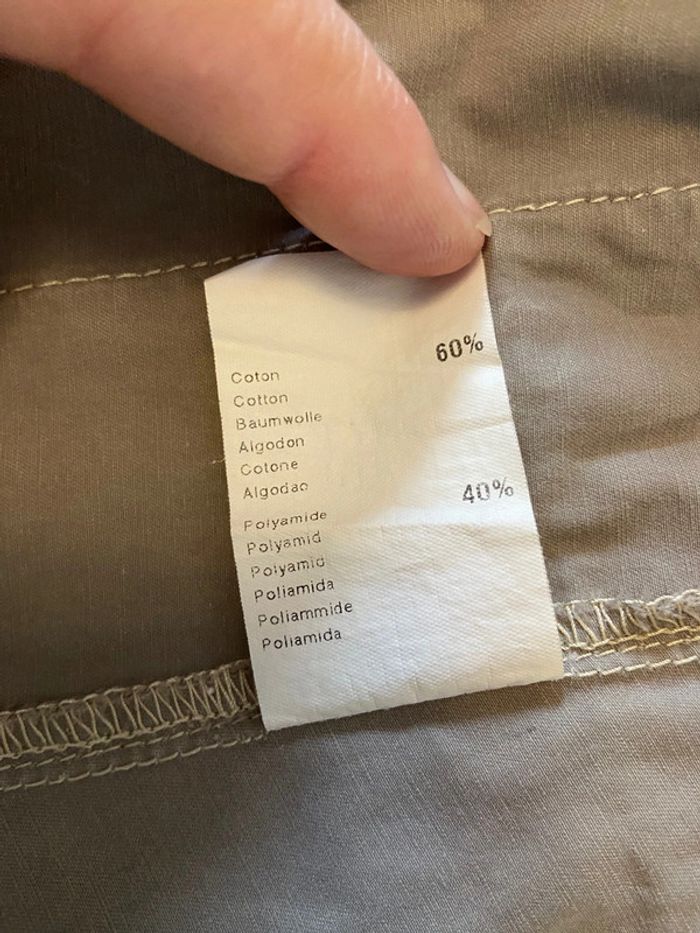 60%
Coton
Cotton
Baumwolle
Algodon
Cotone
Algodao
40%
Polyamide
Polyamid
Polyamid
Poliamida
Poliammide
Poliamida